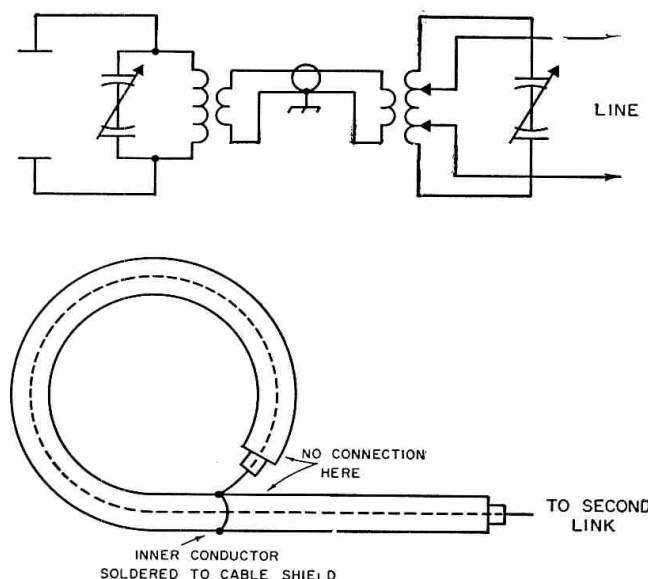 LINE
NO CONNECTION
HERE
TO SECOND
LINK
INNER CONDUCTOR
SOLDERED TO CABLE SHIELD